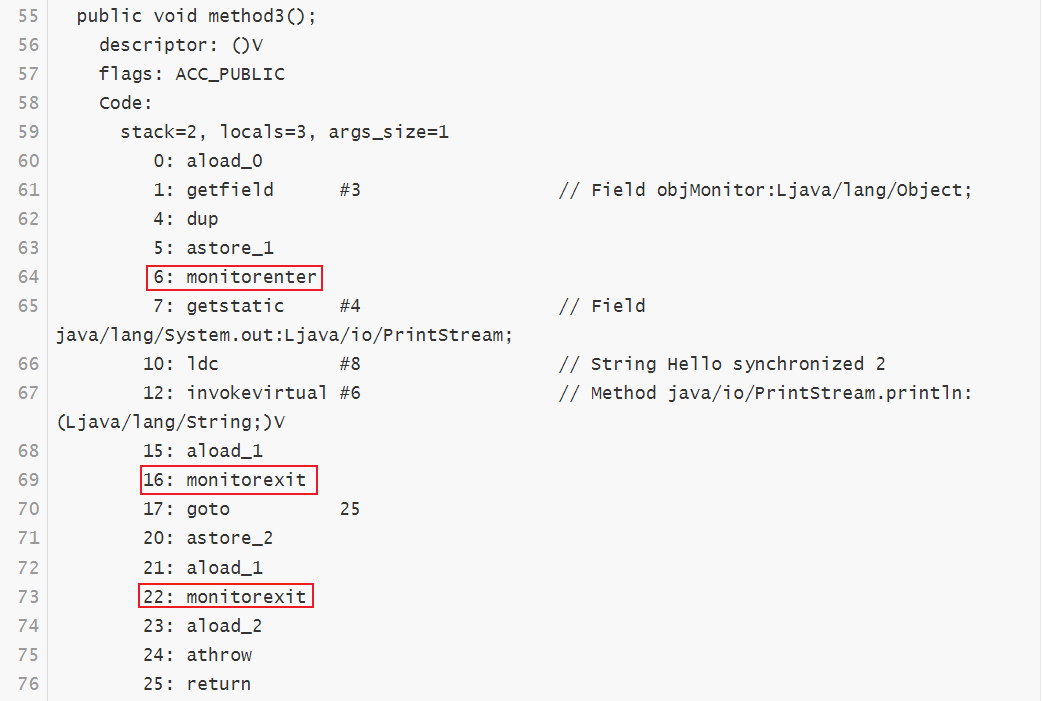 55 public void method3();
56 descriptor: ()V
57 flags: ACC_PUBLIC
58 Code:
59 stack=2, locals=3, args_size=1
60 0: aload_0
61 1: getfield #3 // Field objMonitor:Ljava/lang/Object;
62 4: dup
63 5: astore_1
64 6: monitorenter
65 7: getstatic #4 // Field
java/lang/System.out:Ljava/io/PrintStream;
66 10: ldc #8 // String Hello synchronized 2
67 12: invokevirtual #6 // Method java/io/PrintStream.println:
(Ljava/lang/String;)V
68 15: aload_1
69 16: monitorexit
70 17: goto 25
71 20: astore_2
72 21: aload_1
73 22: monitorexit
74 23: aload_2
75 24: athrow
76 25: return